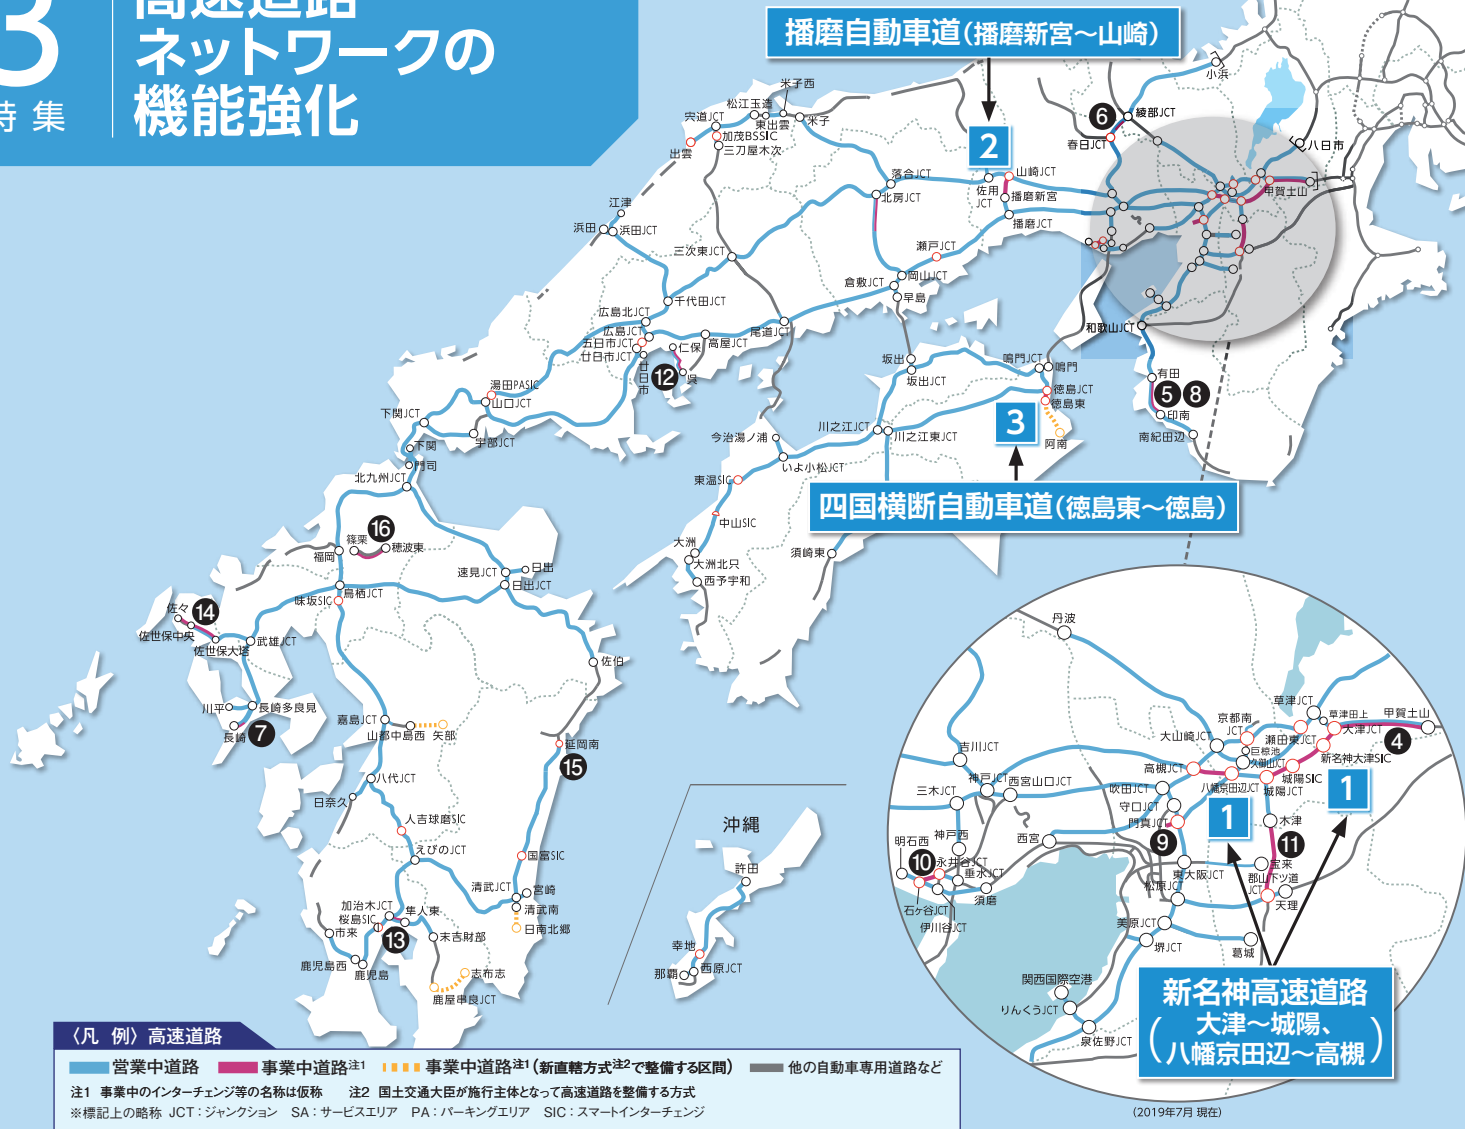 3
特集
高速道路
ネットワークの
機能強化
播磨自動車道(播磨新宮〜山崎)
小浜
米子西
松江玉造
宍道JCT
東出雲
米子
加茂BSSIC
出雲
三刀屋木次
6
綾部JCT
春日JCT
八日市
2
落合JCT
山崎JCT
佐用
JCT
播磨新宮
北房JCT
甲賀土山
江津
播磨JCT
浜田
浜田JCT
瀬戸JCT
三次東JCT
岡山JCT
倉敷JCT
早島
千代田JCT
広島北JCT
広島JCT
尾道JCT
和歌山JCT
五日市JCT
仁保
高屋JCT
廿日市JCT
廿日市
12
呉
坂出
鳴門JCT
鳴門
坂出JCT
有田
湯田PASIC
徳島JCT
徳島東
5
8
山口JCT
下関JCT
3
印南
川之江JCT
川之江東JCT
南紀田辺
宇部JCT
今治湯ノ浦
阿南
下関
門司
いよ小松JCT
北九州JCT
東温SIC
四国横断自動車道(徳島東〜徳島)
中山SIC
16
篠栗
穂波東
大洲
須崎東
福岡
大洲北只
速見JCT
日出
西予宇和
日出JCT
鳥栖JCT
味坂SIC
佐々
14
佐世保中央
佐世保大塔
武雄JCT
佐伯
川平
長崎多良見
長崎
7
嘉島JCT
山都中島西
矢部
延岡南
15
八代JCT
日奈久
人吉球磨SIC
えびのJCT
国富SIC
清武JCT
宮崎
清武南
加治木JCT
隼人東
桜島SIC
日南北郷
市来
13
末吉財部
鹿児島西
鹿児島
志布志
鹿屋串良JCT
沖縄
許田
幸地
那覇
西原JCT
丹波
草津JCT
京都南
JCT
草津田上
甲賀土山
大山崎JCT
瀬田東JCT
大津JCT
4
吉川JCT
巨椋池
久御山JCT
新名神大津SIC
高槻JCT
神戸JCT
西宮山口JCT
吹田JCT
八幡京田辺JCT
城陽SIC
城陽JCT
三木JCT
守口JCT
1
1
門真JCT
木津
明石西
神戸西
西宮
9
11
10
永井谷JCT
宝来
垂水JCT
東大阪JCT
郡山下ツ道
JCT
須磨
松原JCT
天理
石ヶ谷JCT
伊川谷JCT
美原JCT
堺JCT
葛城
関西国際空港
りんくうJCT
泉佐野JCT
新名神高速道路
(大津〜城陽、
八幡京田辺〜高槻)
〈凡 例〉高速道路
営業中道路 事業中道路注1 事業中道路注1(新直轄方式注2で整備する区間) 他の自動車専用道路など
注1 事業中のインターチェンジ等の名称は仮称 注2 国土交通大臣が施行主体となって高速道路を整備する方式
※標記上の略称 JCT：ジャンクション SA：サービスエリア PA：パーキングエリア SIC：スマートインターチェンジ
(2019年7月 現在)